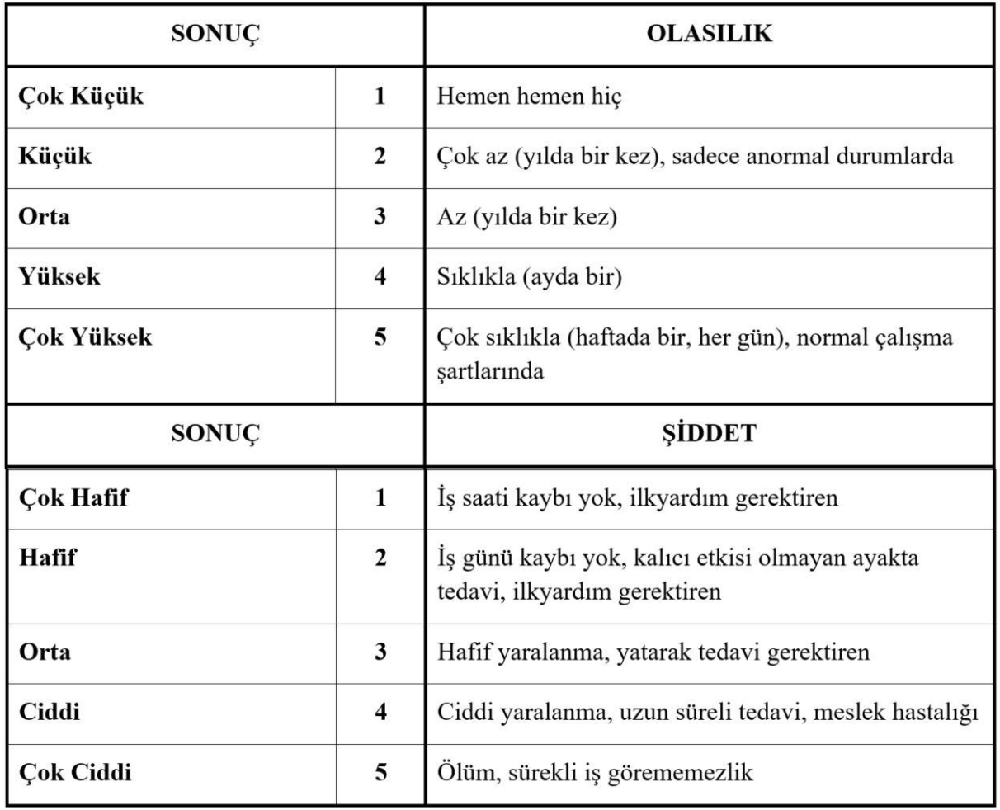 SONUÇ OLASILIK
Çok Küçük 1 Hemen hemen hiç
Küçük 2 Çok az (yılda bir kez), sadece anormal durumlarda
Orta 3 Az (yılda bir kez)
Yüksek 4 Sıklıkla (ayda bir)
Çok Yüksek 5 Çok sıklıkla (haftada bir, her gün), normal çalışma
şartlarında
SONUÇ ŞİDDET
Çok Hafif 1 İş saati kaybı yok, ilkyardım gerektiren
Hafif 2 İş günü kaybı yok, kalıcı etkisi olmayan ayakta
tedavi, ilkyardım gerektiren
Orta 3 Hafif yaralanma, yatarak tedavi gerektiren
Ciddi 4 Ciddi yaralanma, uzun süreli tedavi, meslek hastalığı
Çok Ciddi 5 Ölüm, sürekli iş görememezlik